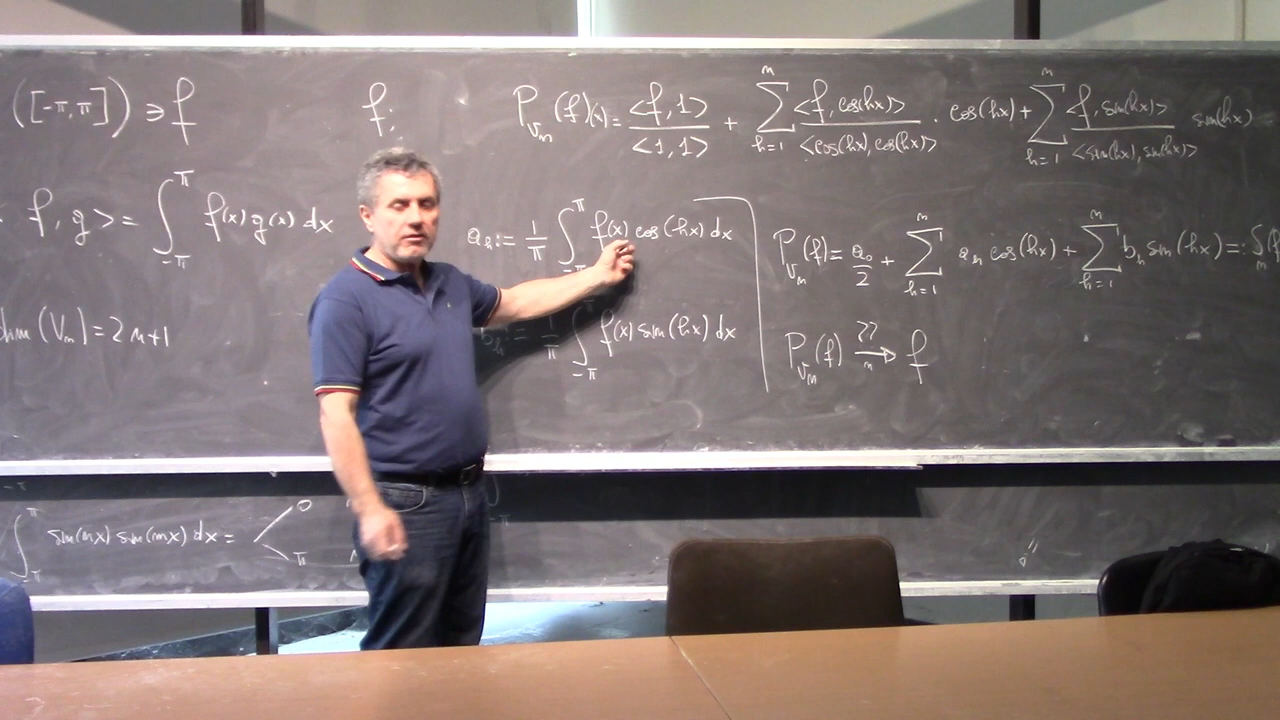 ([-π, π]) ∋ f
f,
P_{V_m}(f)(x) = <f,1>/<1,1> + Σ_{h=1}^{m} <f,cos(hx)>/<cos(hx),cos(hx)> · cos(hx) + Σ_{h=1}^{m} <f,sin(hx)>/<sin(hx),sin(hx)> sin(hx)
f, g> = ∫_{-π}^{π} f(x) g(x) dx
a_h := 1/π ∫_{-π}^{π} f(x) cos(hx) dx
P_{V_m}(f) = a_0/2 + Σ_{h=1}^{m} a_h cos(hx) + Σ_{h=1}^{m} b_h sin(hx) =: S_m
dim(V_m) = 2m+1
b_h := 1/π ∫_{-π}^{π} f(x) sin(hx) dx
P_{V_m}(f) →_{m}^{??} f
∫_{-π}^{π} sin(nx) sin(mx) dx = < 0
π